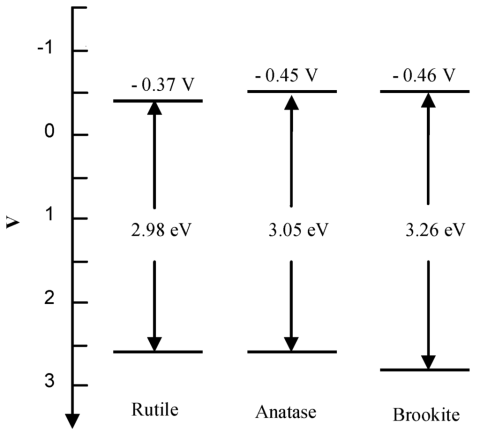 -1
- 0.37 V
- 0.45 V
- 0.46 V
0
1
V
2.98 eV
3.05 eV
3.26 eV
2
3
Rutile
Anatase
Brookite